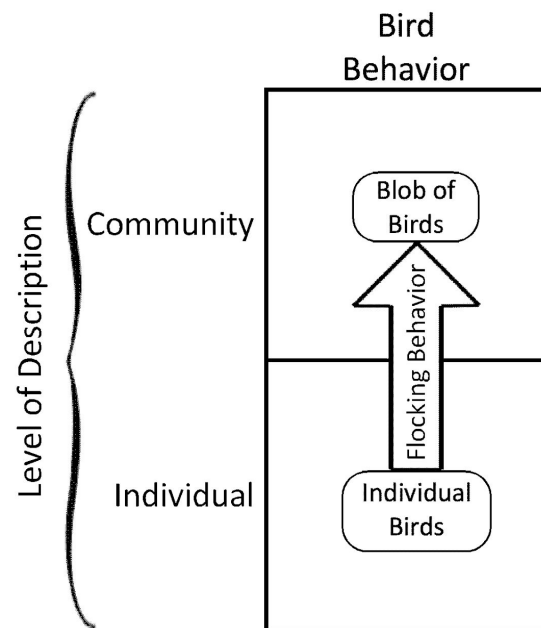 Bird
Behavior
Level of Description
Community
Blob of
Birds
Flocking Behavior
Individual
Individual
Birds